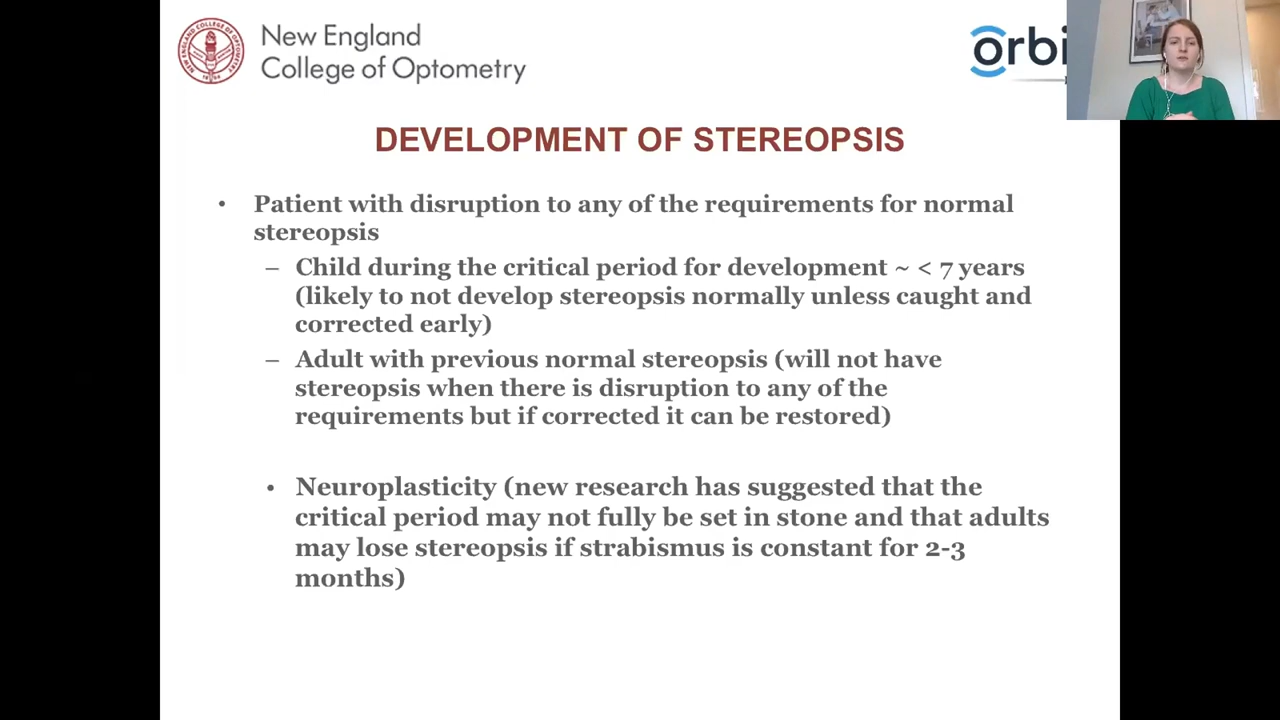 New England
College of Optometry
DEVELOPMENT OF STEREOPSIS
• Patient with disruption to any of the requirements for normal
stereopsis
– Child during the critical period for development ~ < 7 years
(likely to not develop stereopsis normally unless caught and
corrected early)
– Adult with previous normal stereopsis (will not have
stereopsis when there is disruption to any of the
requirements but if corrected it can be restored)
• Neuroplasticity (new research has suggested that the
critical period may not fully be set in stone and that adults
may lose stereopsis if strabismus is constant for 2-3
months)